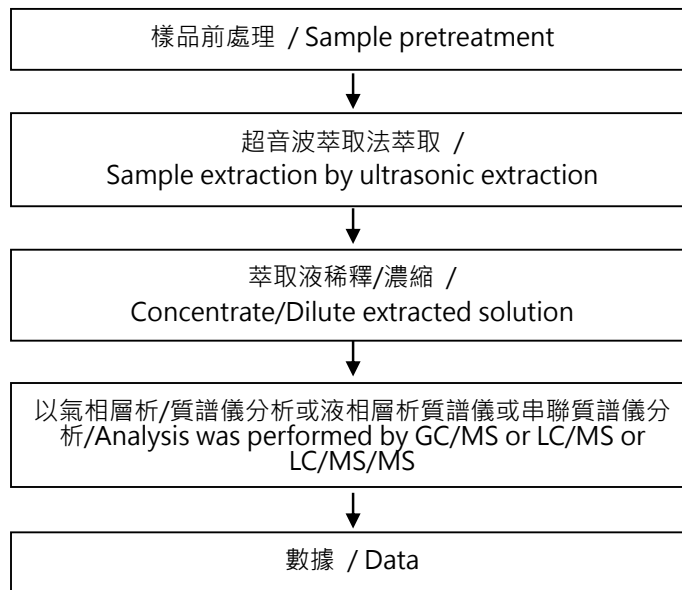 樣品前處理 / Sample pretreatment
超音波萃取法萃取 /
Sample extraction by ultrasonic extraction
萃取液稀釋/濃縮 /
Concentrate/Dilute extracted solution
以氣相層析/質譜儀分析或液相層析質譜儀或串聯質譜儀分
析/Analysis was performed by GC/MS or LC/MS or
LC/MS/MS
數據 / Data